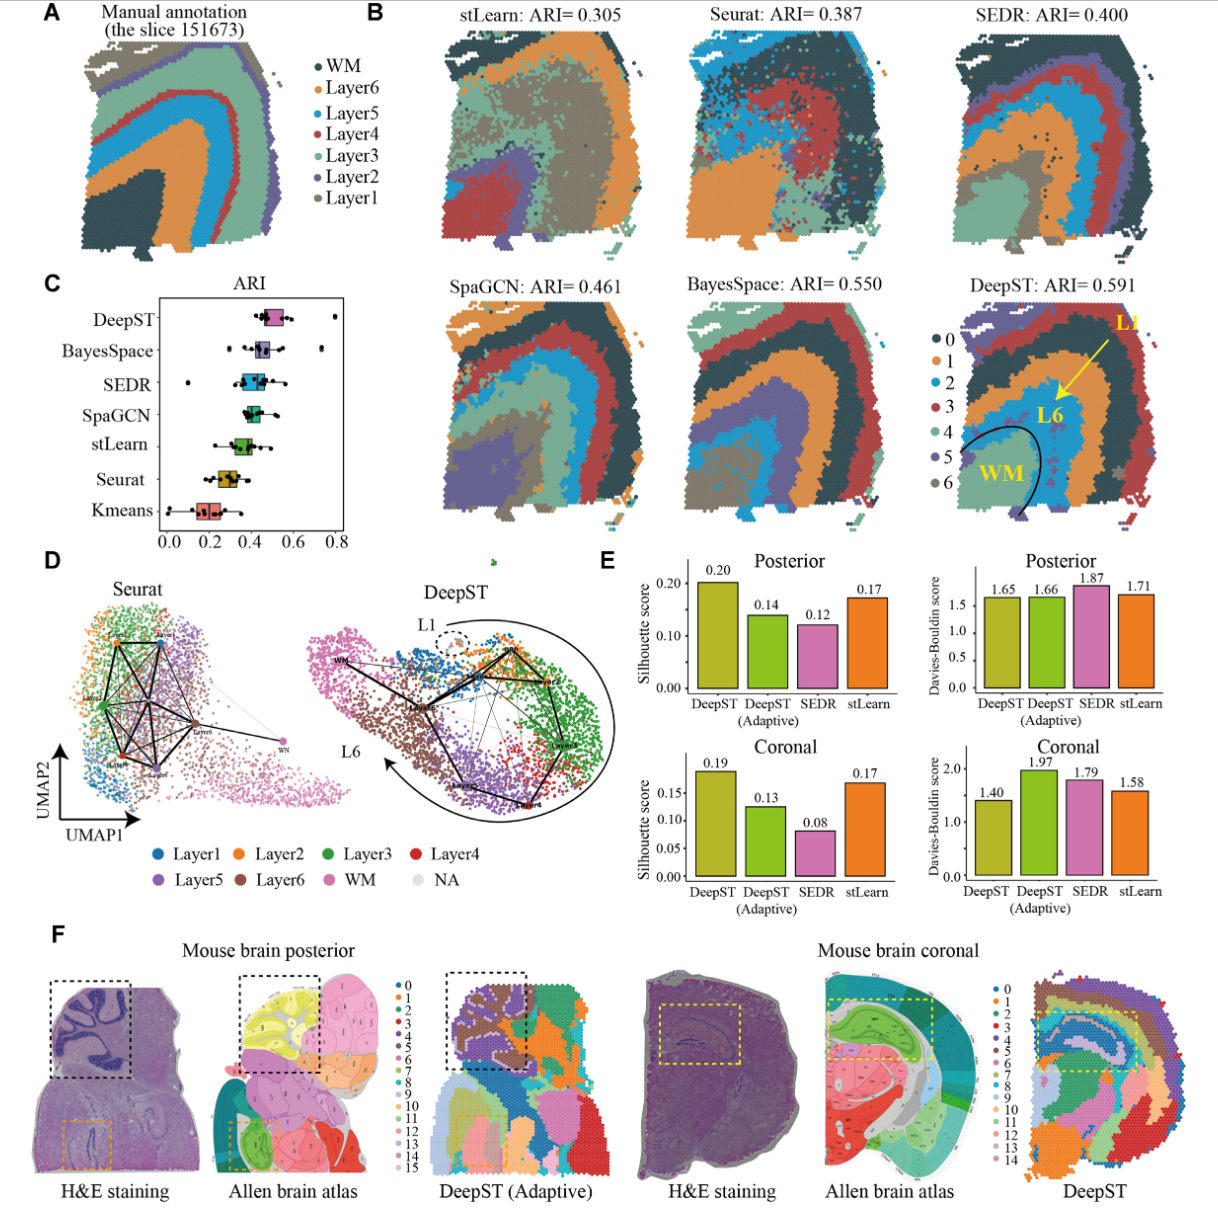 A
Manual annotation
(the slice 151673)
WM
Layer6
Layer5
Layer4
Layer3
Layer2
Layer1
B
stLearn: ARI= 0.305
Seurat: ARI= 0.387
SEDR: ARI= 0.400
SpaGCN: ARI= 0.461
BayesSpace: ARI= 0.550
DeepST: ARI= 0.591
0
1
2
3
4
5
6
L1
L6
WM
C
ARI
DeepST
BayesSpace
SEDR
SpaGCN
stLearn
Seurat
Kmeans
0.0 0.2 0.4 0.6 0.8
D
Seurat
Layer6
WM
UMAP2
UMAP1
DeepST
L1
L6
WM
Layer6
Layer3
Layer4
Layer1
Layer2
Layer3
Layer4
Layer5
Layer6
WM
NA
E
Posterior
Silhouette score
0.20
0.10
0.00
0.20
0.14
0.12
0.17
DeepST DeepST SEDR stLearn
(Adaptive)
Posterior
Davies-Bouldin score
1.5
1.0
0.5
0.0
1.65
1.66
1.87
1.71
DeepST DeepST SEDR stLearn
(Adaptive)
Coronal
Silhouette score
0.15
0.10
0.05
0.00
0.19
0.13
0.08
0.17
DeepST DeepST SEDR stLearn
(Adaptive)
Coronal
Davies-Bouldin score
2.0
1.0
0.0
1.40
1.97
1.79
1.58
DeepST DeepST SEDR stLearn
(Adaptive)
F
Mouse brain posterior
H&E staining
Allen brain atlas
0
1
2
3
4
5
6
7
8
9
10
11
12
13
14
15
DeepST (Adaptive)
Mouse brain coronal
H&E staining
Allen brain atlas
0
1
2
3
4
5
6
7
8
9
10
11
12
13
14
DeepST